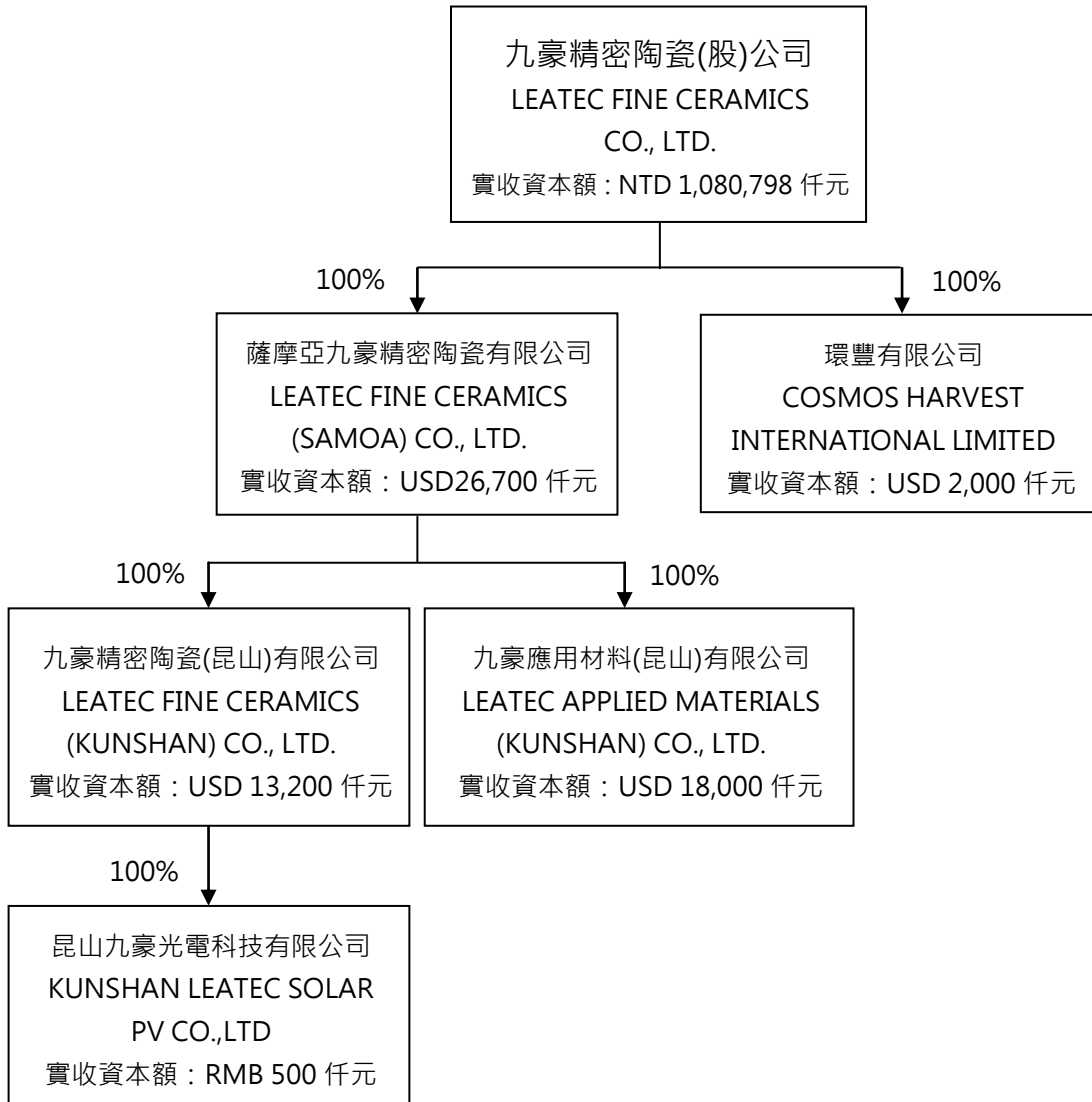 九豪精密陶瓷(股)公司
LEATEC FINE CERAMICS
CO., LTD.
實收資本額：NTD 1,080,798 仟元
100%
100%
薩摩亞九豪精密陶瓷有限公司
LEATEC FINE CERAMICS
(SAMOA) CO., LTD.
實收資本額：USD26,700 仟元
環豐有限公司
COSMOS HARVEST
INTERNATIONAL LIMITED
實收資本額：USD 2,000 仟元
100%
100%
九豪精密陶瓷(昆山)有限公司
LEATEC FINE CERAMICS
(KUNSHAN) CO., LTD.
實收資本額：USD 13,200 仟元
九豪應用材料(昆山)有限公司
LEATEC APPLIED MATERIALS
(KUNSHAN) CO., LTD.
實收資本額：USD 18,000 仟元
100%
昆山九豪光電科技有限公司
KUNSHAN LEATEC SOLAR
PV CO.,LTD
實收資本額：RMB 500 仟元